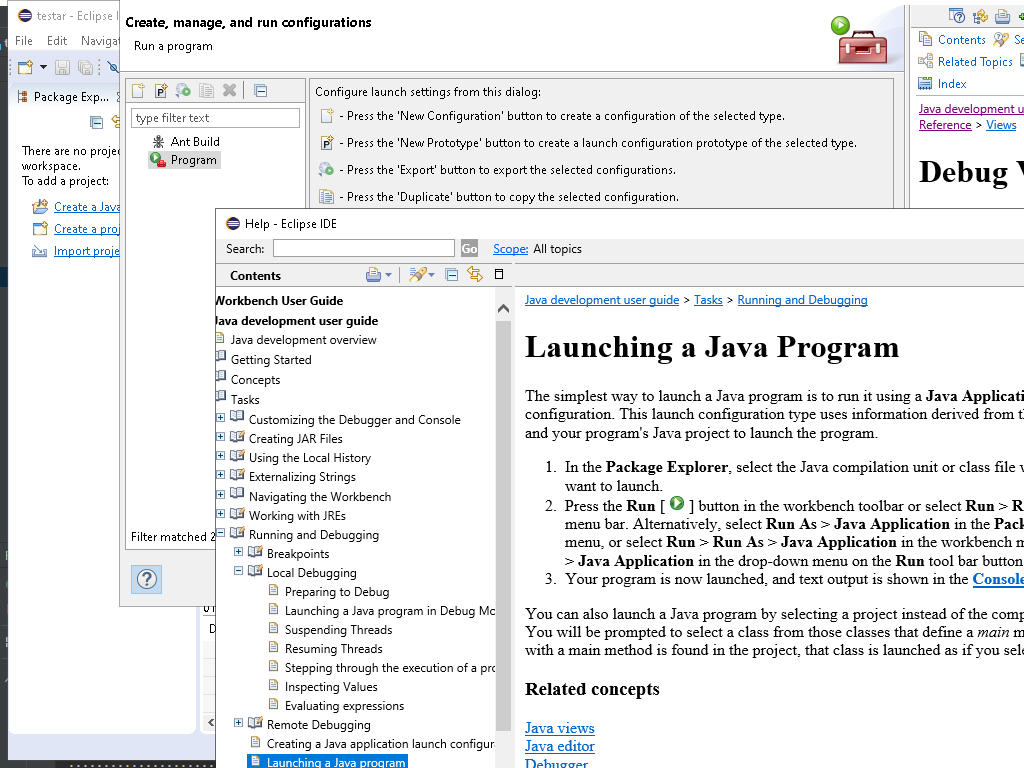 testar - Eclipse I
File Edit Navigat
Package Exp...
There are no proje
workspace.
To add a project:
Create a Java
Create a proj
Import proje
Create, manage, and run configurations
Run a program
type filter text
Ant Build
Program
Filter matched 2
Configure launch settings from this dialog:
- Press the 'New Configuration' button to create a configuration of the selected type.
- Press the 'New Prototype' button to create a launch configuration prototype of the selected type.
- Press the 'Export' button to export the selected configurations.
- Press the 'Duplicate' button to copy the selected configuration.
Contents Se
Related Topics
Index
Java development u
Reference > Views
Debug V
Help - Eclipse IDE
Search: Go Scope: All topics
Contents
Workbench User Guide
Java development user guide
Java development overview
Getting Started
Concepts
Tasks
Customizing the Debugger and Console
Creating JAR Files
Using the Local History
Externalizing Strings
Navigating the Workbench
Working with JREs
Running and Debugging
Breakpoints
Local Debugging
Preparing to Debug
Launching a Java program in Debug Mo
Suspending Threads
Resuming Threads
Stepping through the execution of a pro
Inspecting Values
Evaluating expressions
Remote Debugging
Creating a Java application launch configur
Launching a Java program
Java development user guide > Tasks > Running and Debugging
Launching a Java Program
The simplest way to launch a Java program is to run it using a Java Applicati
configuration. This launch configuration type uses information derived from t
and your program's Java project to launch the program.
1. In the Package Explorer, select the Java compilation unit or class file
want to launch.
2. Press the Run [ ] button in the workbench toolbar or select Run > R
menu bar. Alternatively, select Run As > Java Application in the Pack
menu, or select Run > Run As > Java Application in the workbench m
> Java Application in the drop-down menu on the Run tool bar button
3. Your program is now launched, and text output is shown in the Console
You can also launch a Java program by selecting a project instead of the comp
You will be prompted to select a class from those classes that define a main m
with a main method is found in the project, that class is launched as if you sele
Related concepts
Java views
Java editor
Debugger